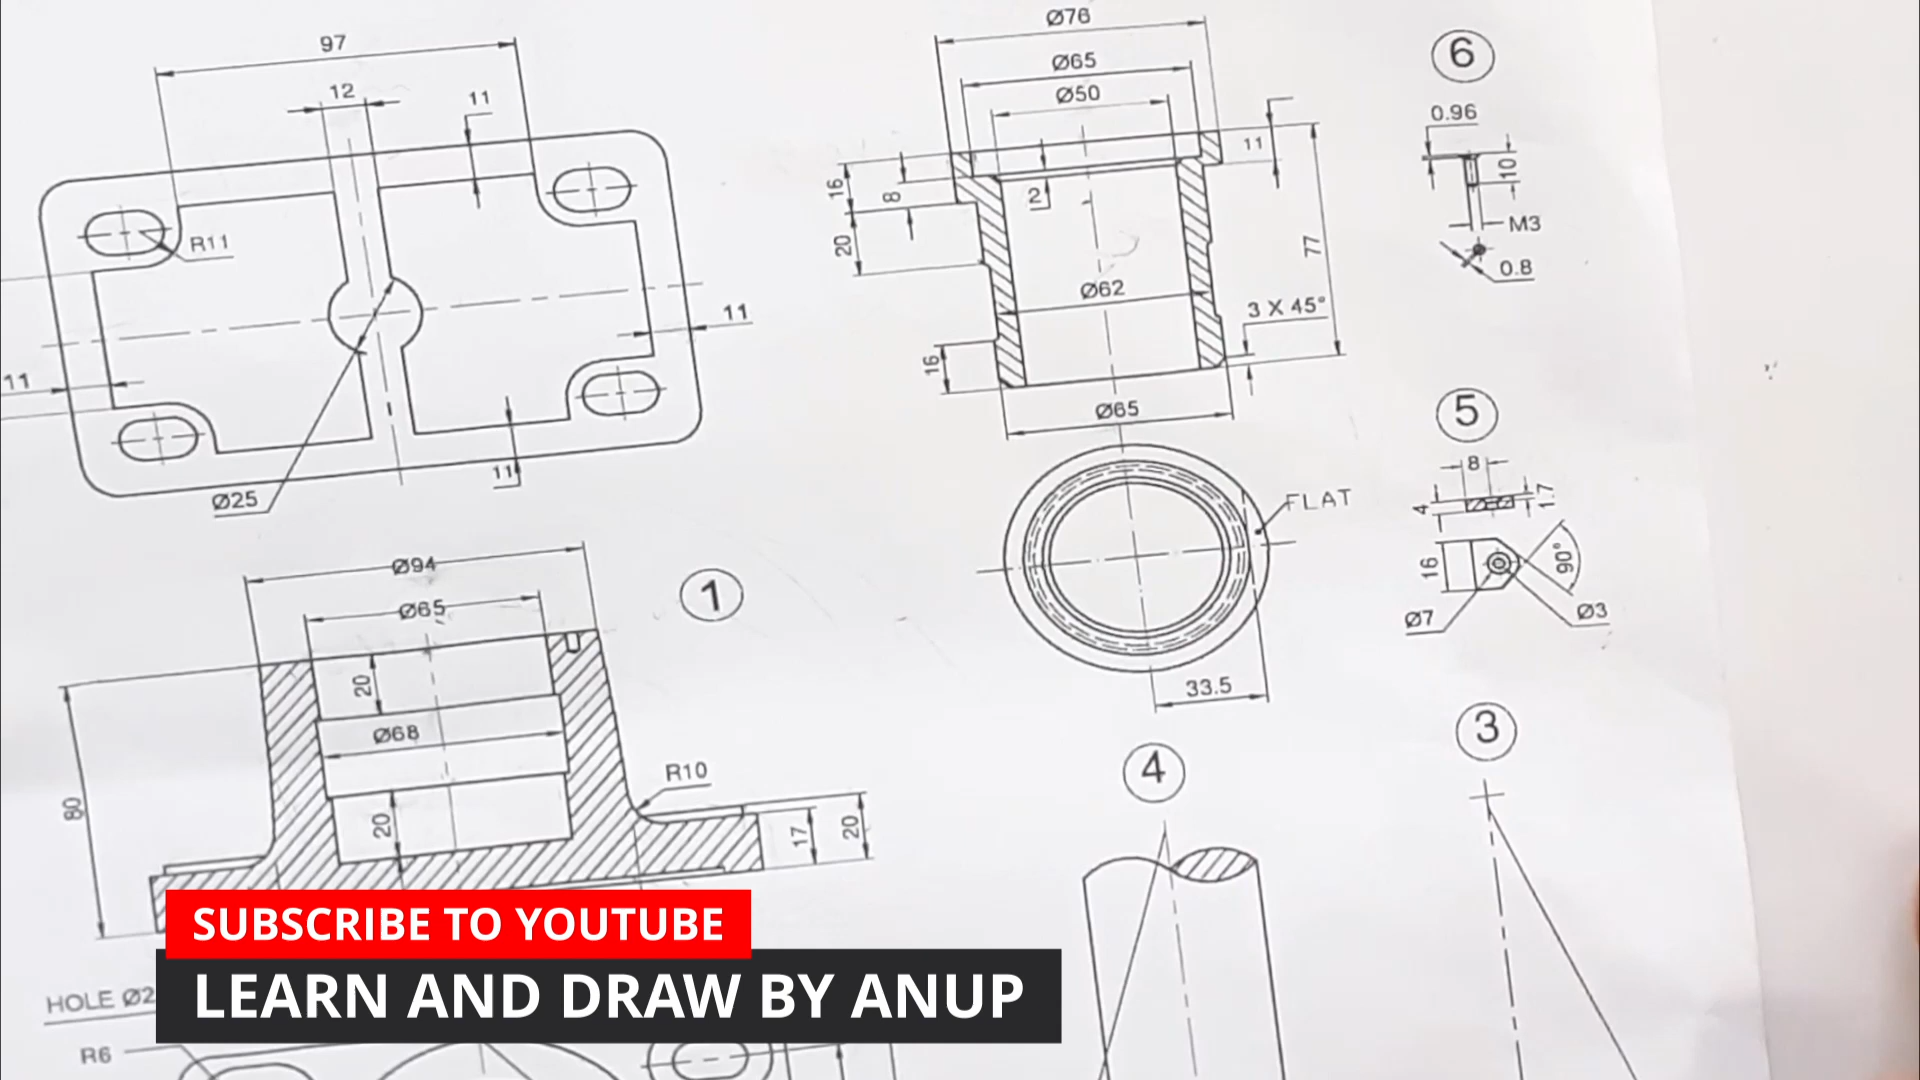 97
12
11
R11
11
11
11
Ø25
Ø76
Ø65
Ø50
11
16
8
2
20
77
Ø62
3 X 45°
16
Ø65
FLAT
33.5
6
0.96
10
M3
0.8
5
8
4
1.7
16
90°
Ø7
Ø3
Ø94
1
Ø65
20
Ø68
R10
80
20
17
20
4
3
SUBSCRIBE TO YOUTUBE
LEARN AND DRAW BY ANUP
HOLE
R6